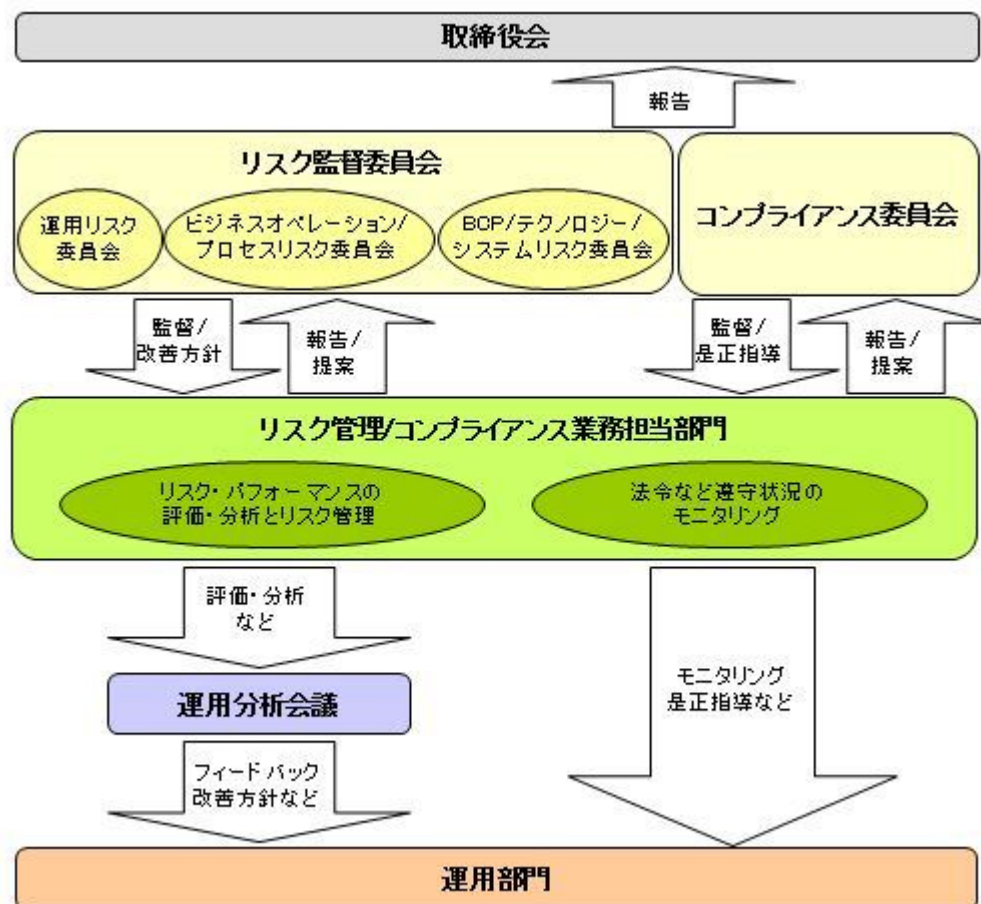 取締役会
報告
リスク監督委員会
運用リスク
委員会
ビジネスオペレーション/
プロセスリスク委員会
BCP/テクノロジー/
システムリスク委員会
コンプライアンス委員会
監督/
改善方針
報告/
提案
監督/
是正指導
報告/
提案
リスク管理/コンプライアンス業務担当部門
リスク・パフォーマンスの
評価・分析とリスク管理
法令など遵守状況の
モニタリング
評価・分析
など
運用分析会議
モニタリング
是正指導など
フィードバック
改善方針など
運用部門